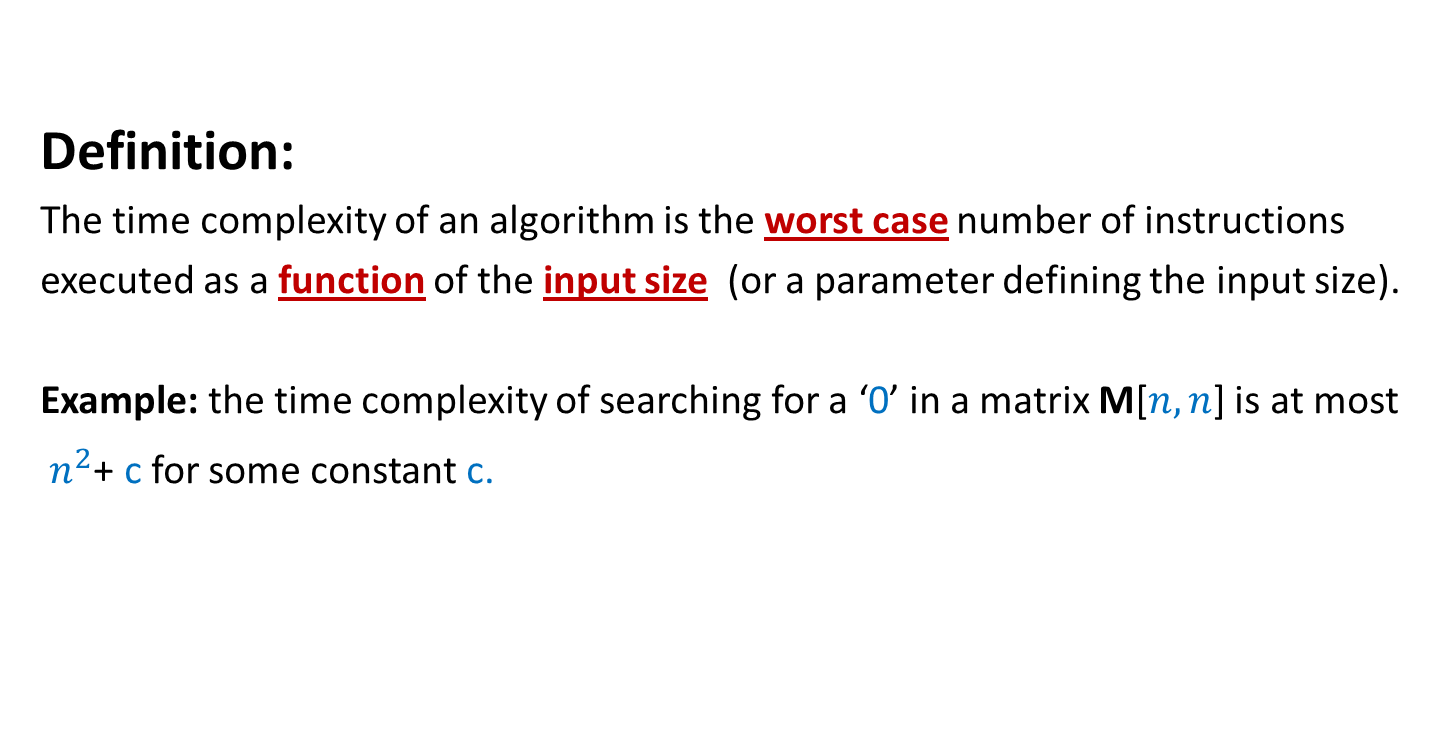 Definition:
The time complexity of an algorithm is the worst case number of instructions
executed as a function of the input size (or a parameter defining the input size).
Example: the time complexity of searching for a ‘0’ in a matrix M[n, n] is at most
n²+ c for some constant c.